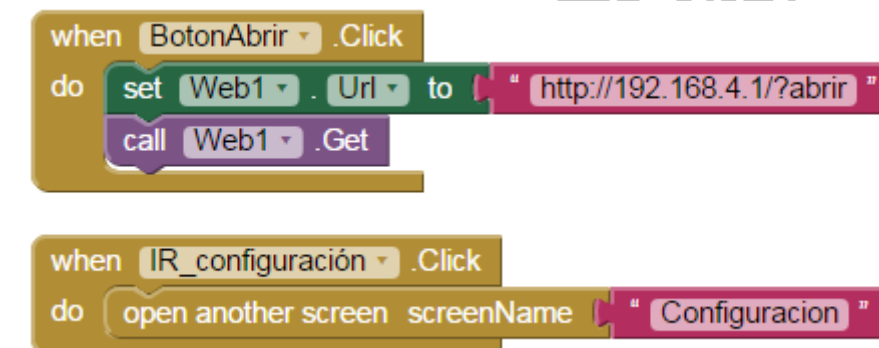 when BotonAbrir .Click
do set Web1 . Url to " http://192.168.4.1/?abrir "
call Web1 .Get
when IR_configuración .Click
do open another screen screenName " Configuracion "